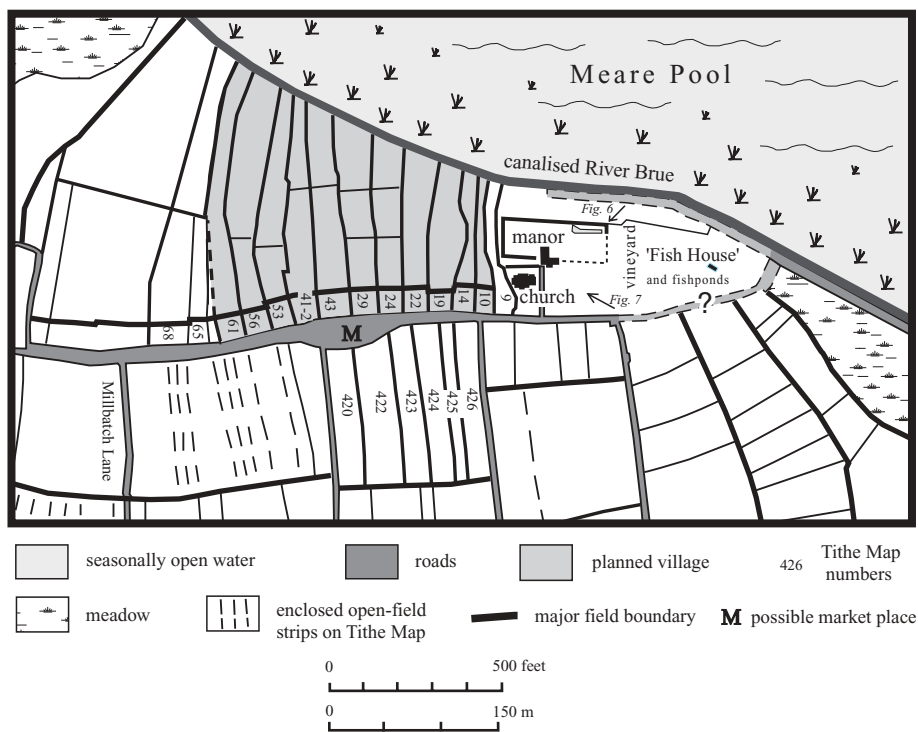 Meare Pool
canalised River Brue
Fig. 6
manor
vineyard
'Fish House'
and fishponds
church
Fig. 7
?
68
65
61
56
53
41-2
43
29
24
22
19
14
10
9
M
Millbatch Lane
420
422
423
424
425
426
seasonally open water
roads
planned village
426
Tithe Map
numbers
meadow
enclosed open-field
strips on Tithe Map
major field boundary
M possible market place
0 500 feet
0 150 m